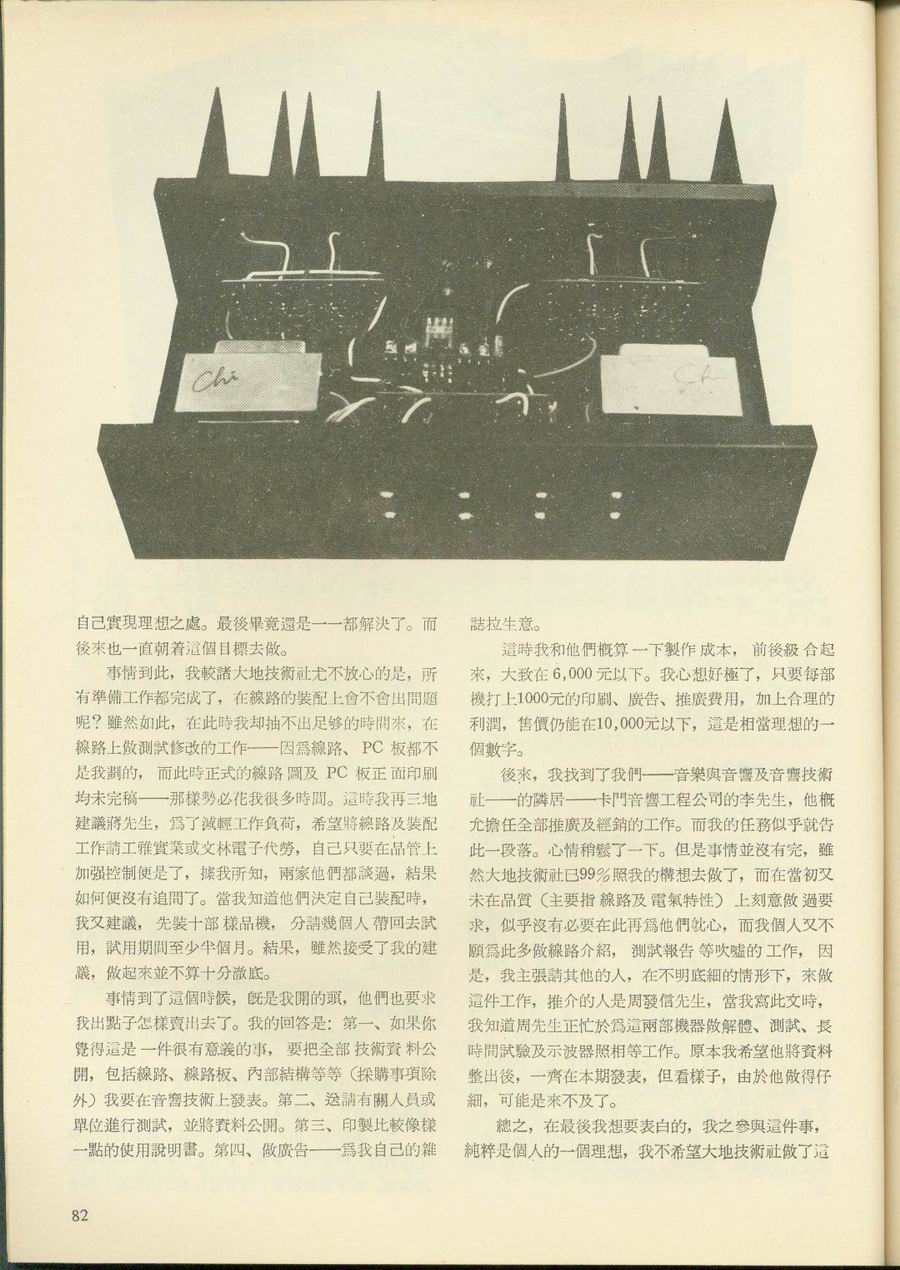 Chi
Chi
自己實現理想之處。最後畢竟還是一一都解決了。而
後來也一直朝着這個目標去做。
事情到此，我較諸大地技術社尤不放心的是，所
有準備工作都完成了，在線路的裝配上會不會出問題
呢？雖然如此，在此時我却抽不出足够的時間來，在
線路上做測試修改的工作——因爲線路、PC 板都不
是我劃的，而此時正式的線路圖及 PC 板正面印刷
均未完稿——那樣勢必花我很多時間。這時我再三地
建議蔣先生，爲了減輕工作負荷，希望將線路及裝配
工作請工雅實業或文林電子代勞，自己只要在品管上
加强控制便是了，據我所知，兩家他們都談過，結果
如何便沒有追問了。當我知道他們決定自己裝配時，
我又建議，先裝十部樣品機，分請幾個人帶回去試
用，試用期間至少半個月。結果，雖然接受了我的建
議，做起來並不算十分澈底。
事情到了這個時候，旣是我開的頭，他們也要求
我出點子怎樣賣出去了。我的回答是：第一、如果你
覺得這是一件很有意義的事，要把全部技術資料公
開，包括線路、線路板、內部結構等等（採購事項除
外）我要在音響技術上發表。第二、送請有關人員或
單位進行測試，並將資料公開。第三、印製比較像樣
一點的使用說明書。第四、做廣告——爲我自己的雜
誌拉生意。
這時我和他們概算一下製作成本，前後級合起
來，大致在 6,000 元以下。我心想好極了，只要每部
機打上1000元的印刷、廣告、推廣費用，加上合理的
利潤，售價仍能在10,000元以下，這是相當理想的一
個數字。
後來，我找到了我們——音樂與音響及音響技術
社——的隣居——卡門音響工程公司的李先生，他概
允擔任全部推廣及經銷的工作。而我的任務似乎就告
此一段落。心情稍鬆了一下。但是事情並沒有完，雖
然大地技術社已99％照我的構想去做了，而在當初又
未在品質（主要指線路及電氣特性）上刻意做過要
求，似乎沒有必要在此再爲他們躭心，而我個人又不
願爲此多做線路介紹，測試報告等吹噓的工作，因
是，我主張請其他的人，在不明底細的情形下，來做
這件工作，推介的人是周發信先生，當我寫此文時，
我知道周先生正忙於爲這兩部機器做解體、測試、長
時間試驗及示波器照相等工作。原本我希望他將資料
整出後，一齊在本期發表，但看樣子，由於他做得仔
細，可能是來不及了。
總之，在最後我想要表白的，我之參與這件事，
純粹是個人的一個理想，我不希望大地技術社做了這
82